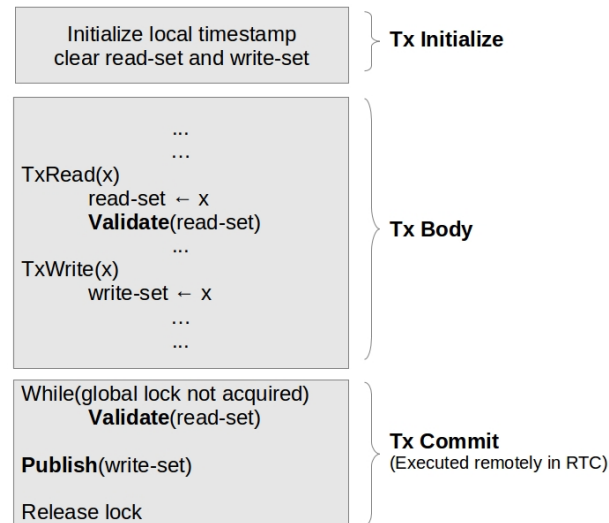 Initialize local timestamp
clear read-set and write-set
Tx Initialize
...
...
TxRead(x)
read-set ← x
Validate(read-set)
...
TxWrite(x)
write-set ← x
...
...
Tx Body
While(global lock not acquired)
Validate(read-set)
Publish(write-set)
Release lock
Tx Commit
(Executed remotely in RTC)